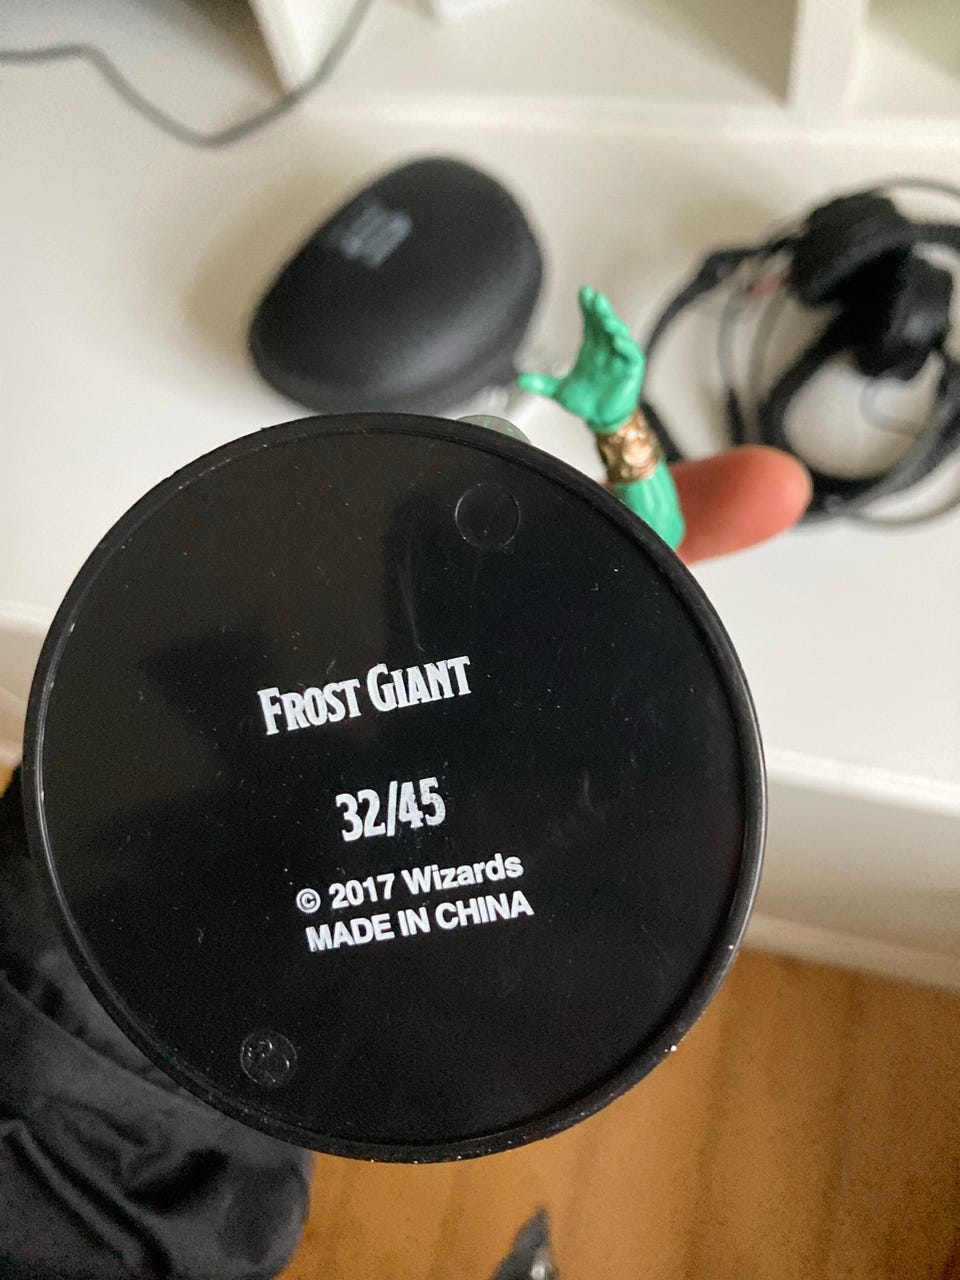 FROST GIANT
32/45
© 2017 Wizards
MADE IN CHINA